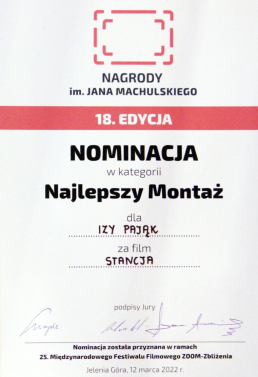 NAGRODY
im. JANA MACHULSKIEGO
18. EDYCJA
NOMINACJA
w kategorii
Najlepszy Montaż
dla
IZY PAJĄK
za film
STANCJA
podpisy Jury
Nominacja została przyznana w ramach
25. Międzynarodowego Festiwalu Filmowego ZOOM-Zbliżenia
Jelenia Góra, 12 marca 2022 r.